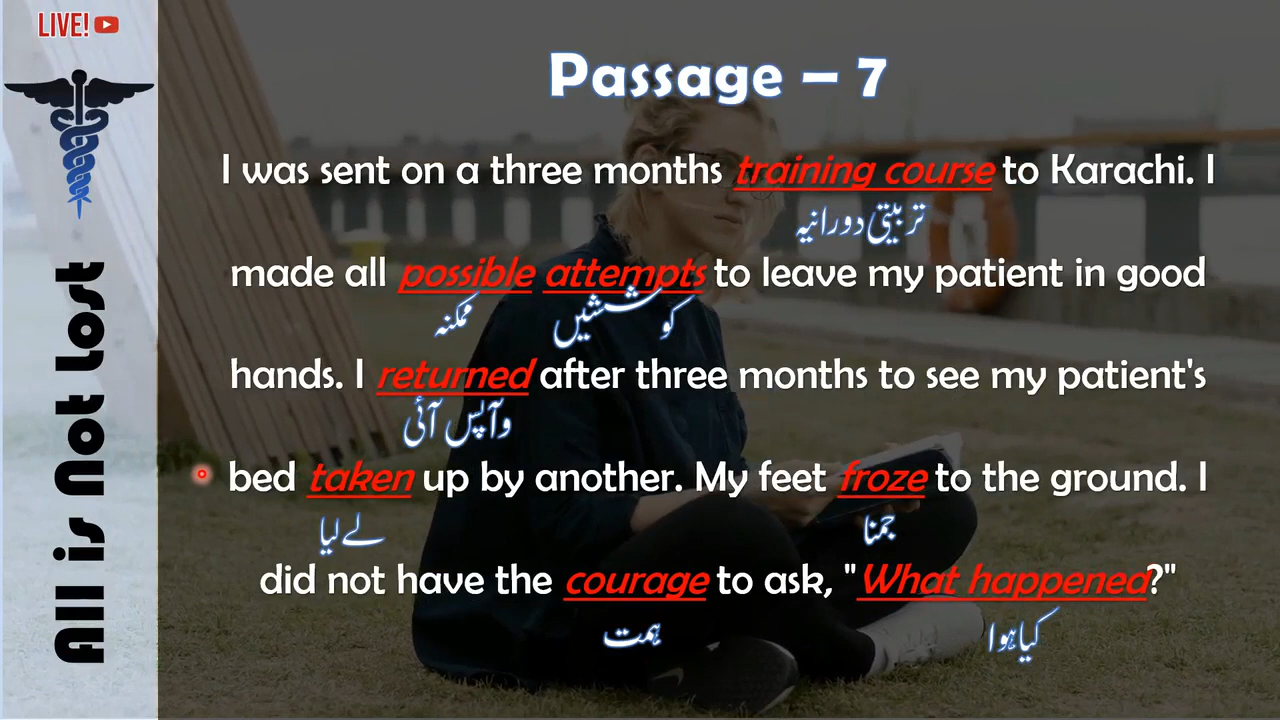 LIVE!
All is Not Lost
Passage – 7
I was sent on a three months training course to Karachi. I
تربیتی دورانیہ
made all possible attempts to leave my patient in good
ممکنہ کوششیں
hands. I returned after three months to see my patient's
وآپس آئی
bed taken up by another. My feet froze to the ground. I
لے لیا جمنا
did not have the courage to ask, "What happened?"
ہمت کیا ہوا